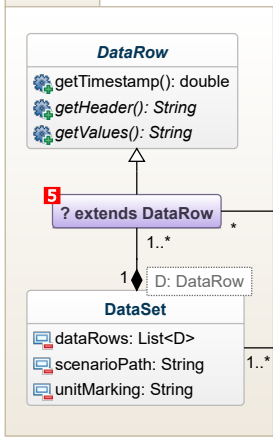 DataRow
getTimestamp(): double
getHeader(): String
getValues(): String
5
? extends DataRow
*
1..*
1
D: DataRow
DataSet
dataRows: List<D>
scenarioPath: String
1..*
unitMarking: String